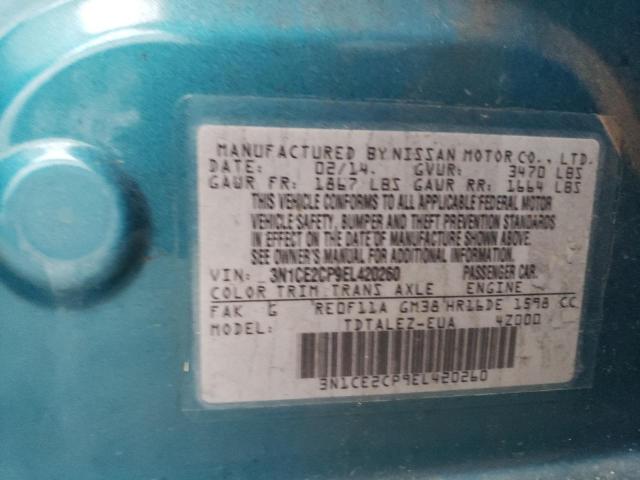 MANUFACTURED BY NISSAN MOTOR CO., LTD.
DATE: 02/14. GVWR: 3470 LBS
GAWR FR: 1867 LBS GAWR RR: 1664 LBS
THIS VEHICLE CONFORMS TO ALL APPLICABLE FEDERAL MOTOR
VEHICLE SAFETY, BUMPER AND THEFT PREVENTION STANDARDS
IN EFFECT ON THE DATE OF MANUFACTURE SHOWN ABOVE.
SEE OWNER'S MANUAL FOR ADDITIONAL INFORMATION.
VIN: 3N1CE2CP9EL420260 PASSENGER CAR.
COLOR TRIM TRANS AXLE ENGINE
FAK G RE0F11A GM38 HR16DE 1598 CC
MODEL: TDTALEZ-EUA 4Z000
3N1CE2CP9EL420260